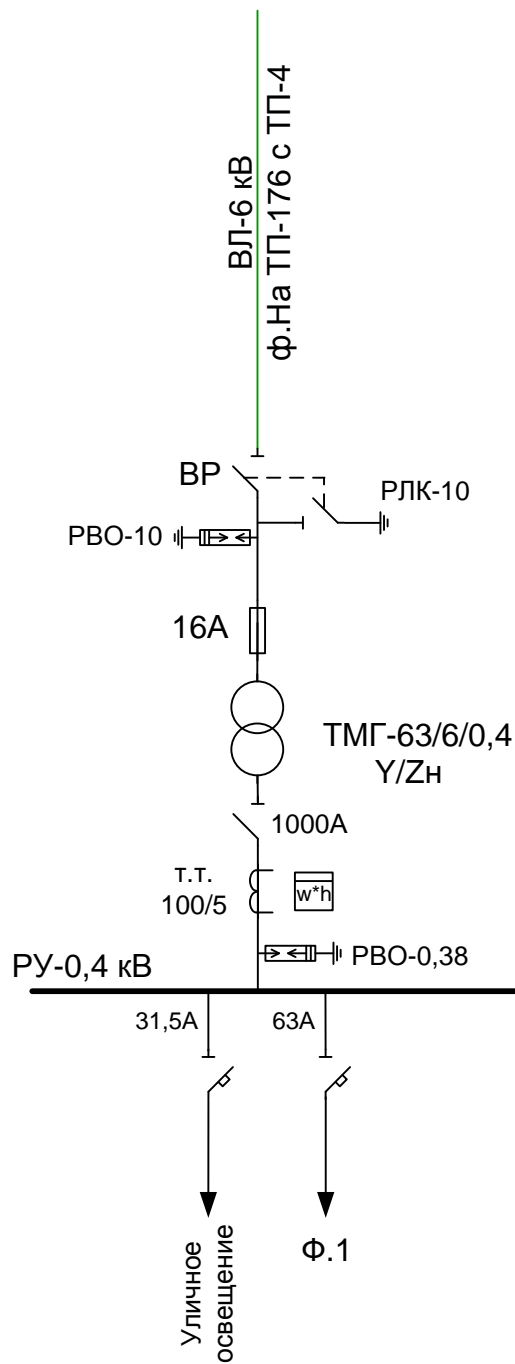 ВЛ-6 кВ
ф.На ТП-176 с ТП-4
ВР
РЛК-10
РВО-10
16А
ТМГ-63/6/0,4
Y/Zн
1000А
т.т.
100/5
w*h
РВО-0,38
РУ-0,4 кВ
31,5А
63А
Уличное
освещение
Ф.1